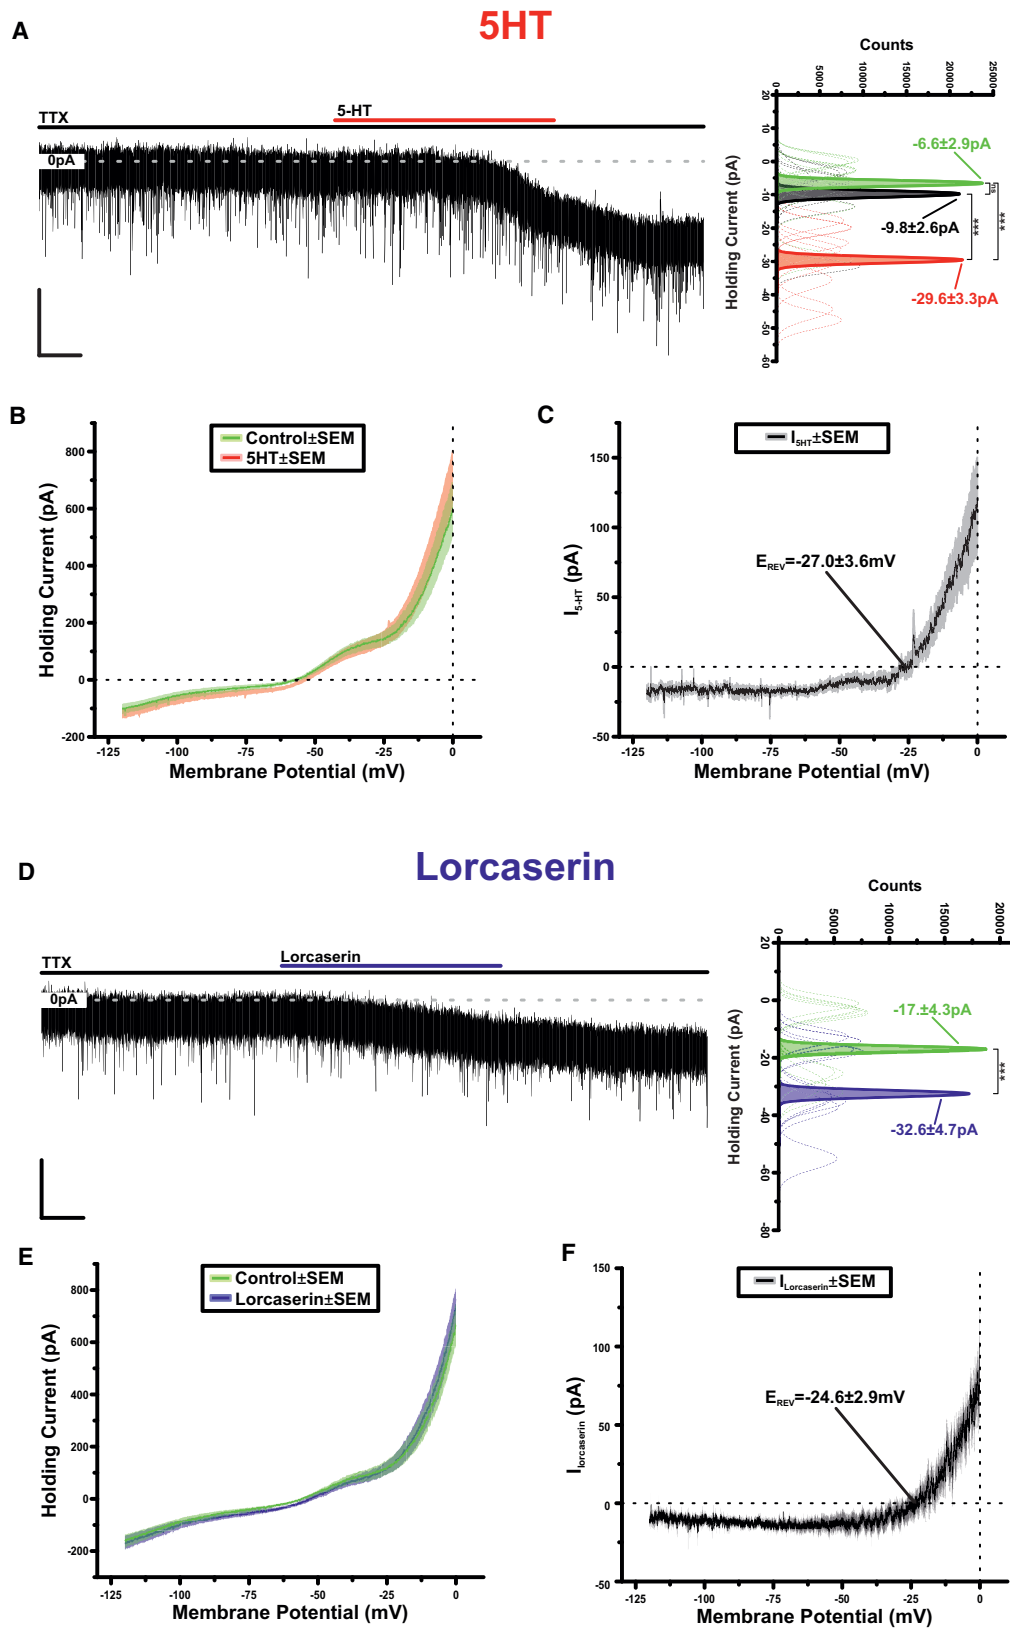 A
5HT
TTX
5-HT
0pA
Counts
0 5000 10000 15000 20000 25000
20
10
0
-10
-20
-30
-40
-50
-60
Holding Current (pA)
-6.6±2.9pA
-9.8±2.6pA
-29.6±3.3pA
ns
***
***
B
Control±SEM
5HT±SEM
800
600
400
200
0
-200
Holding Current (pA)
-125 -100 -75 -50 -25 0
Membrane Potential (mV)
C
I5HT±SEM
150
100
50
0
-50
I5-HT (pA)
EREV=-27.0±3.6mV
-125 -100 -75 -50 -25 0
Membrane Potential (mV)
D
Lorcaserin
TTX
Lorcaserin
0pA
Counts
0 5000 10000 15000 20000
20
0
-20
-40
-60
-80
Holding Current (pA)
-17.±4.3pA
-32.6±4.7pA
***
E
Control±SEM
Lorcaserin±SEM
800
600
400
200
0
-200
Holding Current (pA)
-125 -100 -75 -50 -25 0
Membrane Potential (mV)
F
ILorcaserin±SEM
150
100
50
0
-50
Ilorcaserin (pA)
EREV=-24.6±2.9mV
-125 -100 -75 -50 -25 0
Membrane Potential (mV)